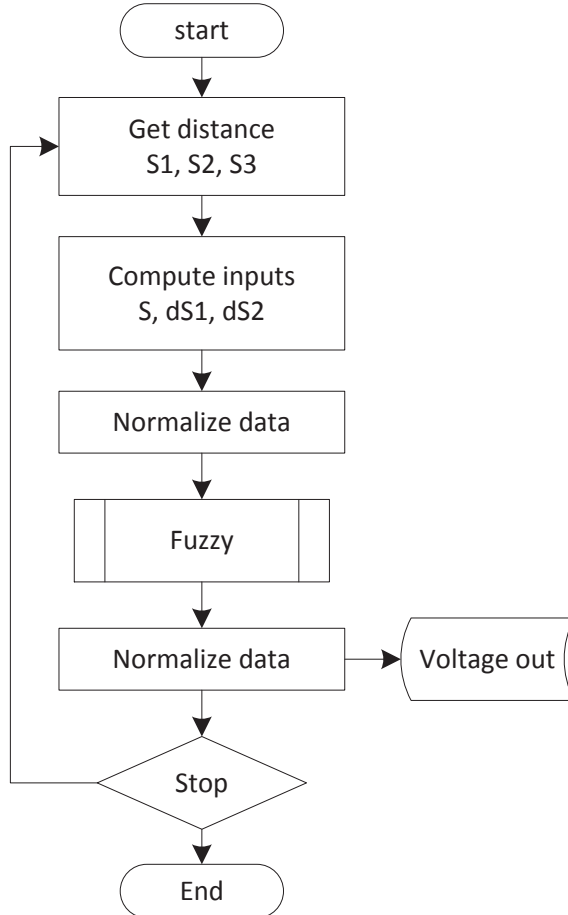 start
Get distance
S1, S2, S3
Compute inputs
S, dS1, dS2
Normalize data
Fuzzy
Normalize data
Voltage out
Stop
End